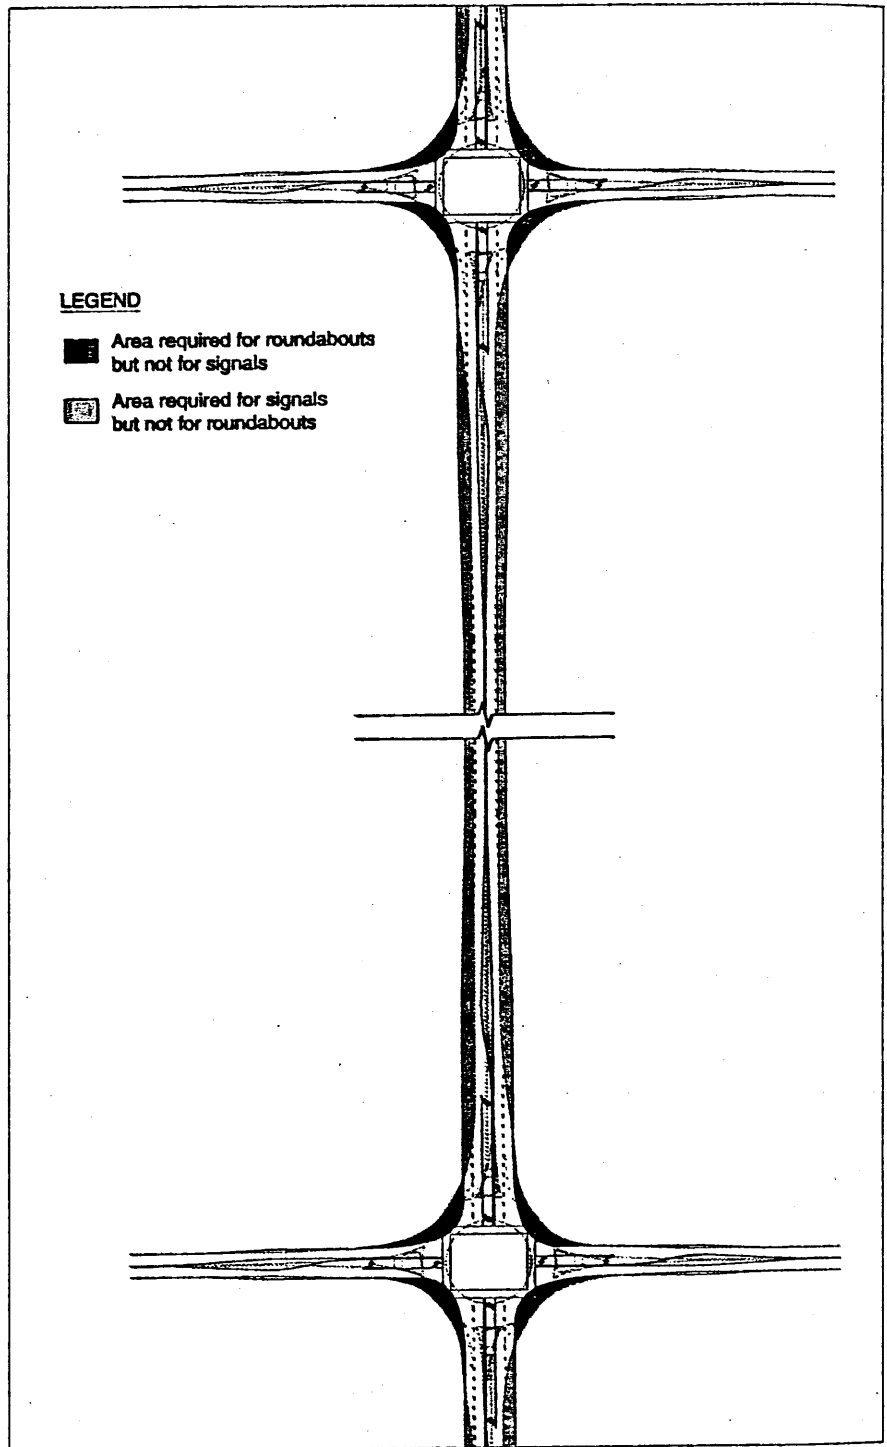 LEGEND
Area required for roundabouts
but not for signals
Area required for signals
but not for roundabouts